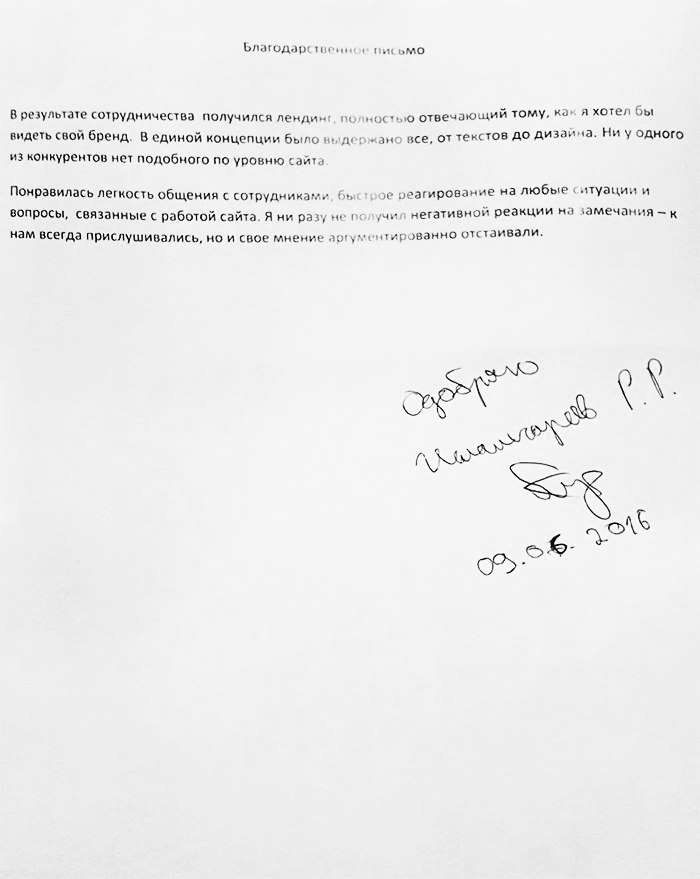 Благодарственное письмо
В результате сотрудничества получился лендинг, полностью отвечающий тому, как я хотел бы
видеть свой бренд. В единой концепции было выдержано все, от текстов до дизайна. Ни у одного
из конкурентов нет подобного по уровню сайта.
Понравилась легкость общения с сотрудниками, быстрое реагирование на любые ситуации и
вопросы, связанные с работой сайта. Я ни разу не получил негативной реакции на замечания – к
нам всегда прислушивались, но и свое мнение аргументированно отстаивали.
Одобряю
Р. Р.
09.06.2016